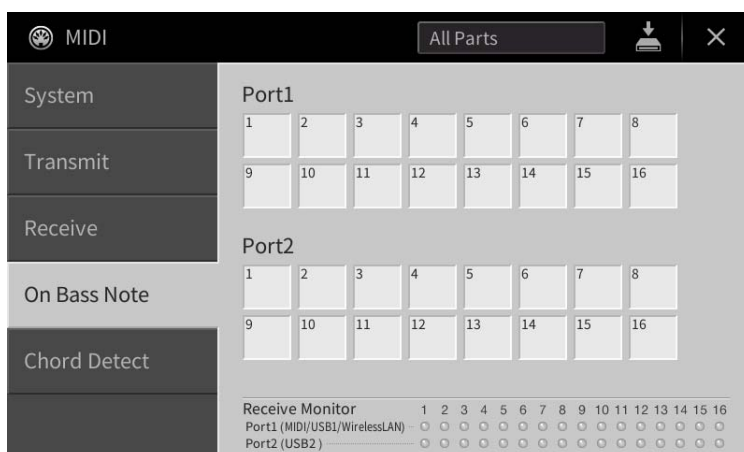 MIDI
All Parts
System
Transmit
Receive
On Bass Note
Chord Detect
Port1
1 2 3 4 5 6 7 8
9 10 11 12 13 14 15 16
Port2
1 2 3 4 5 6 7 8
9 10 11 12 13 14 15 16
Receive Monitor 1 2 3 4 5 6 7 8 9 10 11 12 13 14 15 16
Port1 (MIDI/USB1/WirelessLAN)
Port2 (USB2)